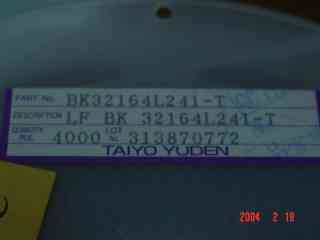 PART No. BK32164L241-T
DESCRIPTION LF BK 32164L241-T
QUANTITY PCS. 4000 LOT No. 313870772
TAIYO YUDEN
2004 2 18